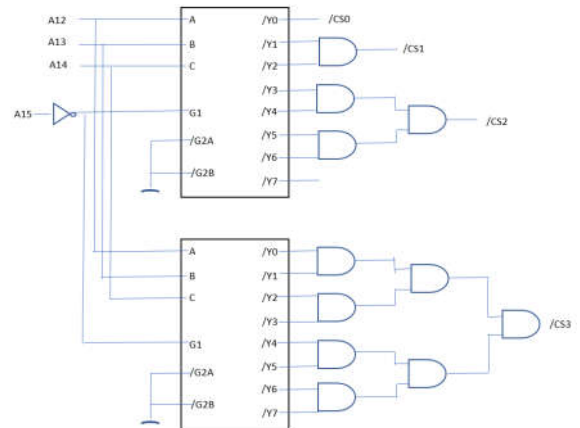 A12 A /Y0 /CS0
A13 B /Y1 /CS1
A14 C /Y2
/Y3
A15 G1 /Y4 /CS2
/G2A /Y5
/Y6
/G2B /Y7
A /Y0
B /Y1
C /Y2
/Y3 /CS3
G1 /Y4
/G2A /Y5
/Y6
/G2B /Y7